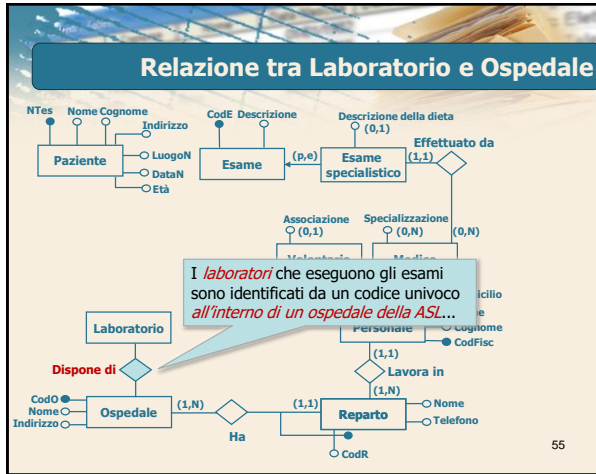 Relazione tra Laboratorio e Ospedale
NTes Nome Cognome
Indirizzo
Paziente
LuogoN
DataN
Età
CodE Descrizione
Esame
(p,e)
Descrizione della dieta
(0,1)
Esame
specialistico
(1,1)
Effettuato da
Associazione
(0,1)
Specializzazione
(0,N)
(0,N)
Volontario
Medico
I laboratori che eseguono gli esami
sono identificati da un codice univoco
all'interno di un ospedale della ASL...
Personale
Cognome
CodFisc
Laboratorio
Dispone di
(1,1)
Lavora in
(1,N)
CodO
Nome
Indirizzo
Ospedale
(1,N)
Ha
(1,1)
Reparto
Nome
Telefono
CodR
55